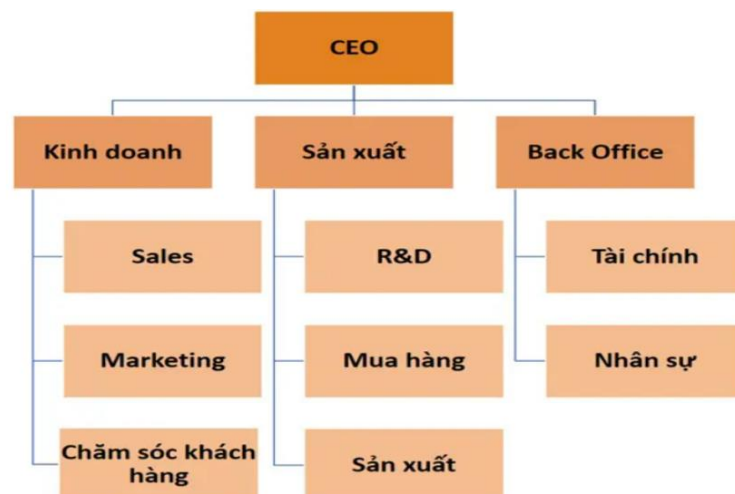 CEO
Kinh doanh
Sản xuất
Back Office
Sales
R&D
Tài chính
Marketing
Mua hàng
Nhân sự
Chăm sóc khách
hàng
Sản xuất